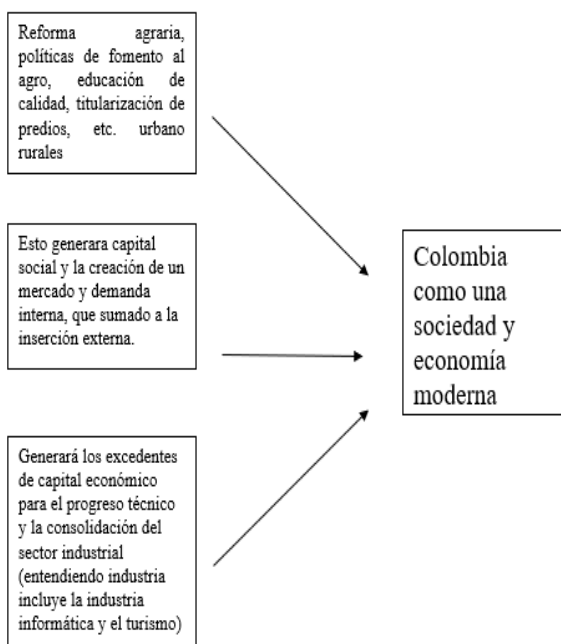 Reforma agraria,
políticas de fomento al
agro, educación de
calidad, titularización de
predios, etc. urbano
rurales
Esto generara capital
social y la creación de un
mercado y demanda
interna, que sumado a la
inserción externa.
Generará los excedentes
de capital económico
para el progreso técnico
y la consolidación del
sector industrial
(entendiendo industria
incluye la industria
informática y el turismo)
Colombia
como una
sociedad y
economía
moderna